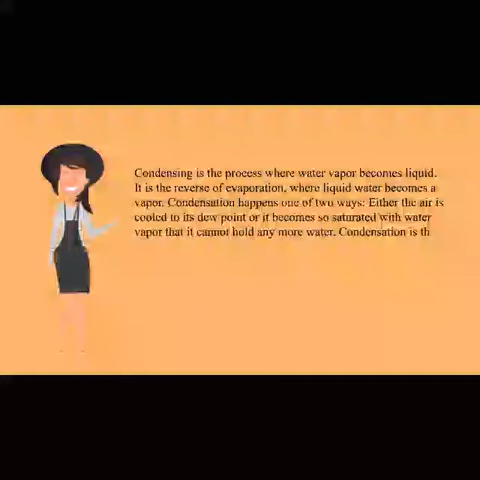 Condensing is the process where water vapor becomes liquid.
It is the reverse of evaporation, where liquid water becomes a
vapor. Condensation happens one of two ways: Either the air is
cooled to its dew point or it becomes so saturated with water
vapor that it cannot hold any more water. Condensation is th